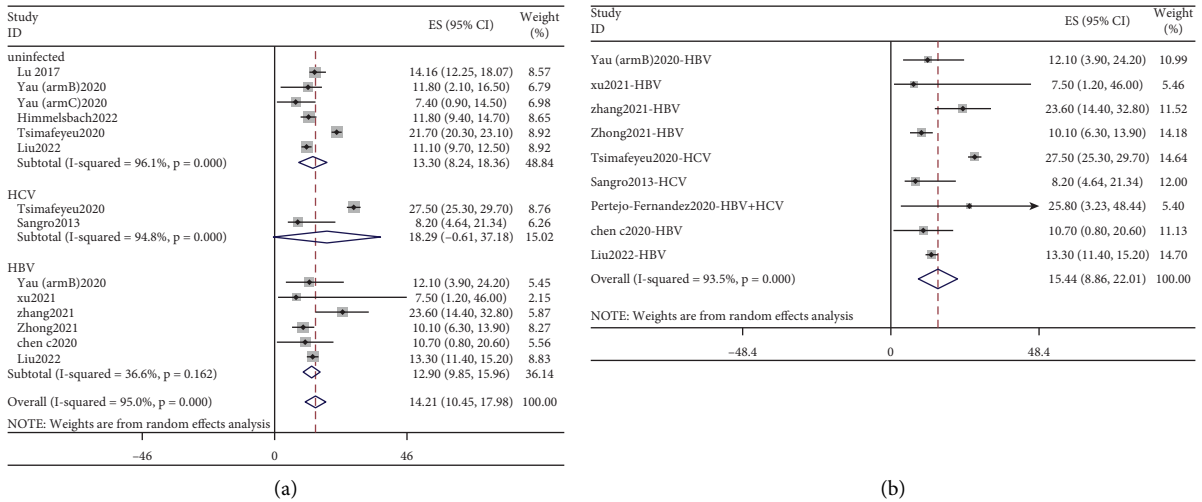 Study
ID
ES (95% CI)
Weight
(%)
uninfected
Lu 2017 14.16 (12.25, 18.07) 8.57
Yau (armB)2020 11.80 (2.10, 16.50) 6.79
Yau (armC)2020 7.40 (0.90, 14.50) 6.98
Himmelsbach2022 11.80 (9.40, 14.70) 8.65
Tsimafeyeu2020 21.70 (20.30, 23.10) 8.92
Liu2022 11.10 (9.70, 12.50) 8.92
Subtotal (I-squared = 96.1%, p = 0.000) 13.30 (8.24, 18.36) 48.84
HCV
Tsimafeyeu2020 27.50 (25.30, 29.70) 8.76
Sangro2013 8.20 (4.64, 21.34) 6.26
Subtotal (I-squared = 94.8%, p = 0.000) 18.29 (−0.61, 37.18) 15.02
HBV
Yau (armB)2020 12.10 (3.90, 24.20) 5.45
xu2021 7.50 (1.20, 46.00) 2.15
zhang2021 23.60 (14.40, 32.80) 5.87
Zhong2021 10.10 (6.30, 13.90) 8.27
chen c2020 10.70 (0.80, 20.60) 5.56
Liu2022 13.30 (11.40, 15.20) 8.83
Subtotal (I-squared = 36.6%, p = 0.162) 12.90 (9.85, 15.96) 36.14
Overall (I-squared = 95.0%, p = 0.000) 14.21 (10.45, 17.98) 100.00
NOTE: Weights are from random effects analysis
−46 0 46
(a)
Study
ID
ES (95% CI)
Weight
(%)
Yau (armB)2020-HBV 12.10 (3.90, 24.20) 10.99
xu2021-HBV 7.50 (1.20, 46.00) 5.46
zhang2021-HBV 23.60 (14.40, 32.80) 11.52
Zhong2021-HBV 10.10 (6.30, 13.90) 14.18
Tsimafeyeu2020-HCV 27.50 (25.30, 29.70) 14.64
Sangro2013-HCV 8.20 (4.64, 21.34) 12.00
Pertejo-Fernandez2020-HBV+HCV 25.80 (3.23, 48.44) 5.40
chen c2020-HBV 10.70 (0.80, 20.60) 11.13
Liu2022-HBV 13.30 (11.40, 15.20) 14.70
Overall (I-squared = 93.5%, p = 0.000) 15.44 (8.86, 22.01) 100.00
NOTE: Weights are from random effects analysis
−48.4 0 48.4
(b)